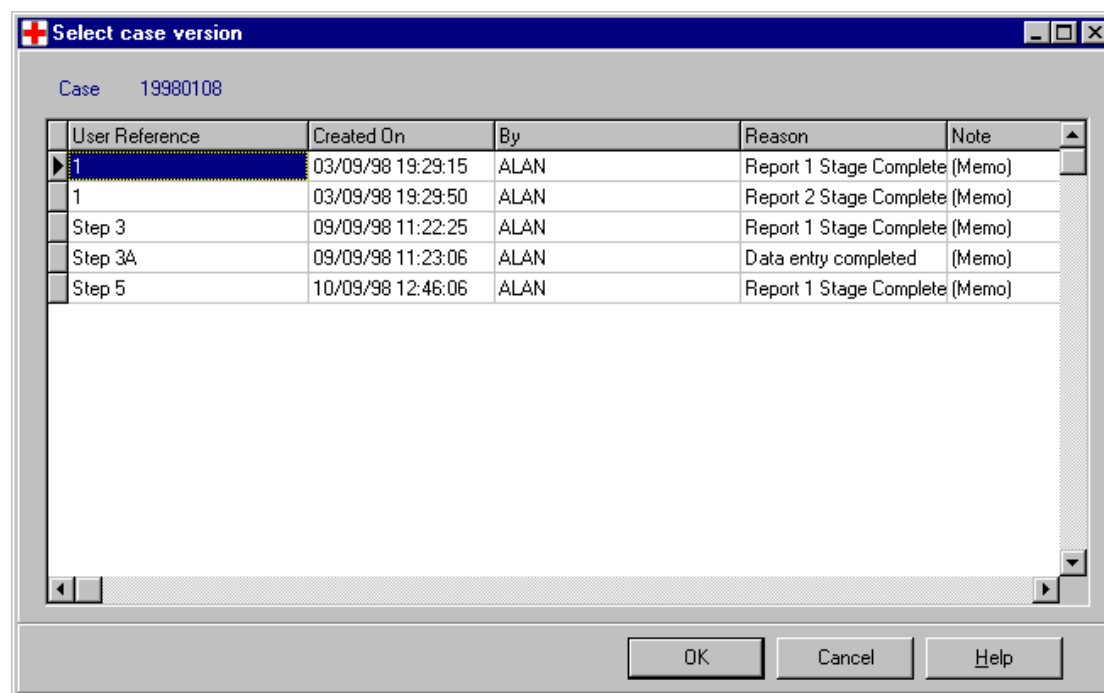 Select case version
Case 19980108
User Reference Created On By Reason Note
1 03/09/98 19:29:15 ALAN Report 1 Stage Complete (Memo)
1 03/09/98 19:29:50 ALAN Report 2 Stage Complete (Memo)
Step 3 09/09/98 11:22:25 ALAN Report 1 Stage Complete (Memo)
Step 3A 09/09/98 11:23:06 ALAN Data entry completed (Memo)
Step 5 10/09/98 12:46:06 ALAN Report 1 Stage Complete (Memo)
OK Cancel Help